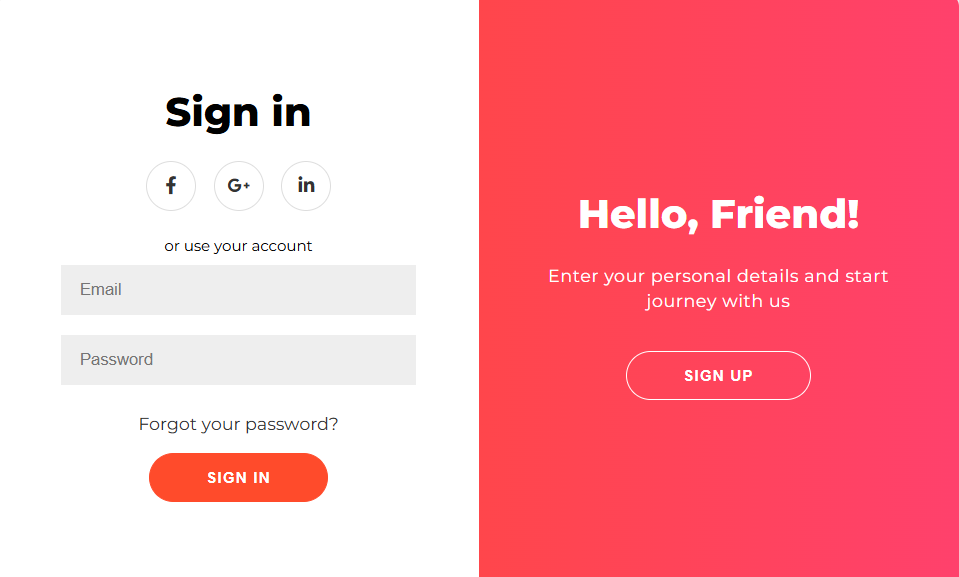 Sign in
f G+ in
or use your account
Email
Password
Forgot your password?
SIGN IN
Hello, Friend!
Enter your personal details and start
journey with us
SIGN UP